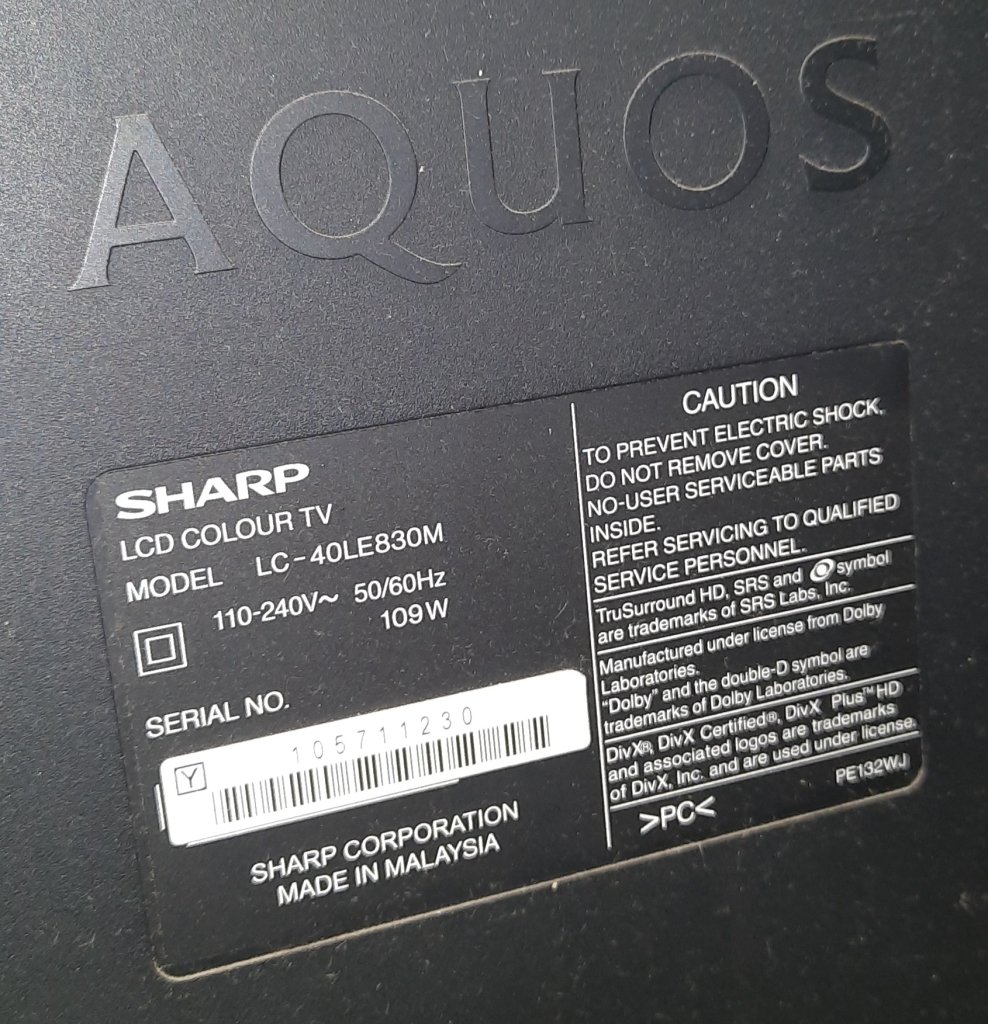 AQUOS
SHARP
LCD COLOUR TV
MODEL LC-40LE830M
110-240V~ 50/60Hz
109W
SERIAL NO.
Y
105711230
SHARP CORPORATION
MADE IN MALAYSIA
CAUTION
TO PREVENT ELECTRIC SHOCK,
DO NOT REMOVE COVER.
NO-USER SERVICEABLE PARTS
INSIDE.
REFER SERVICING TO QUALIFIED
SERVICE PERSONNEL.
TruSurround HD, SRS and symbol
are trademarks of SRS Labs, Inc.
Manufactured under license from Dolby
Laboratories.
"Dolby" and the double-D symbol are
trademarks of Dolby Laboratories.
DivX®, DivX Certified®, DivX Plus™ HD
and associated logos are trademarks
of DivX, Inc. and are used under license.
PE132WJ
>PC<